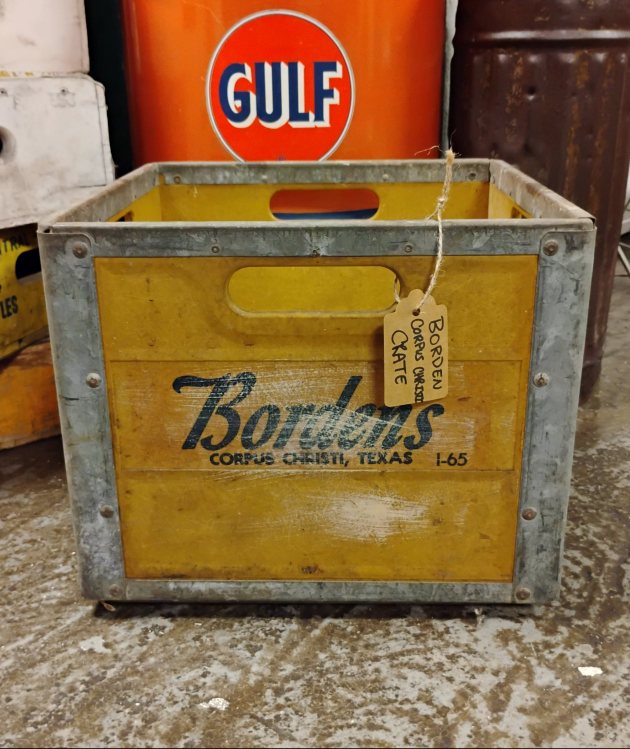 GULF
BORDEN
CORPUS CHRISTI
CRATE
Bordens
CORPUS CHRISTI, TEXAS 1-65